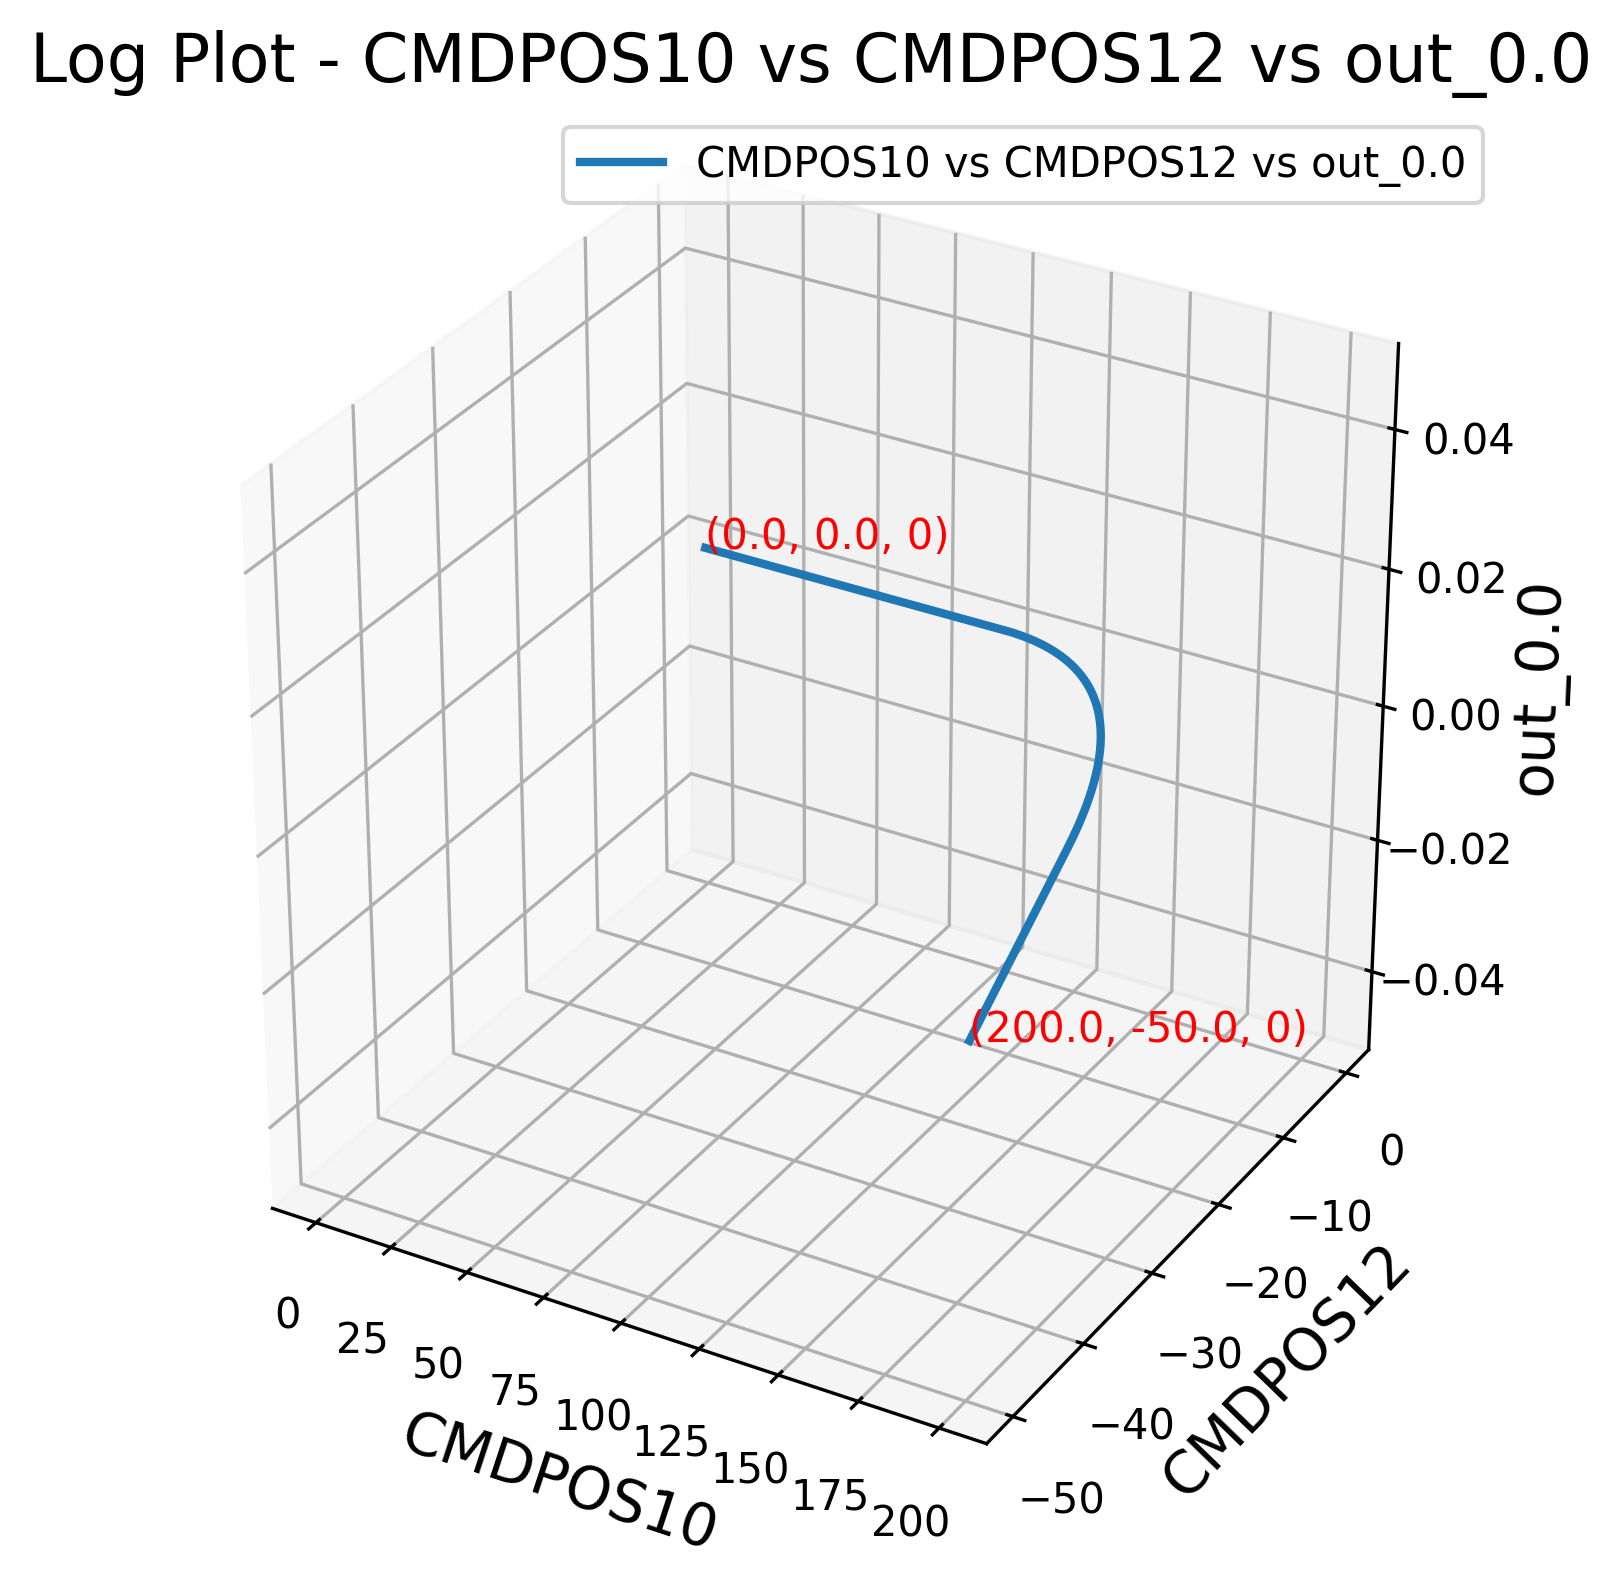 Log Plot - CMDPOS10 vs CMDPOS12 vs out_0.0
CMDPOS10 vs CMDPOS12 vs out_0.0
(0.0, 0.0, 0)
(200.0, -50.0, 0)
0.04
0.02
0.00
−0.02
−0.04
out_0.0
0
−10
−20
−30
−40
−50
CMDPOS12
0
25
50
75
100
125
150
175
200
CMDPOS10